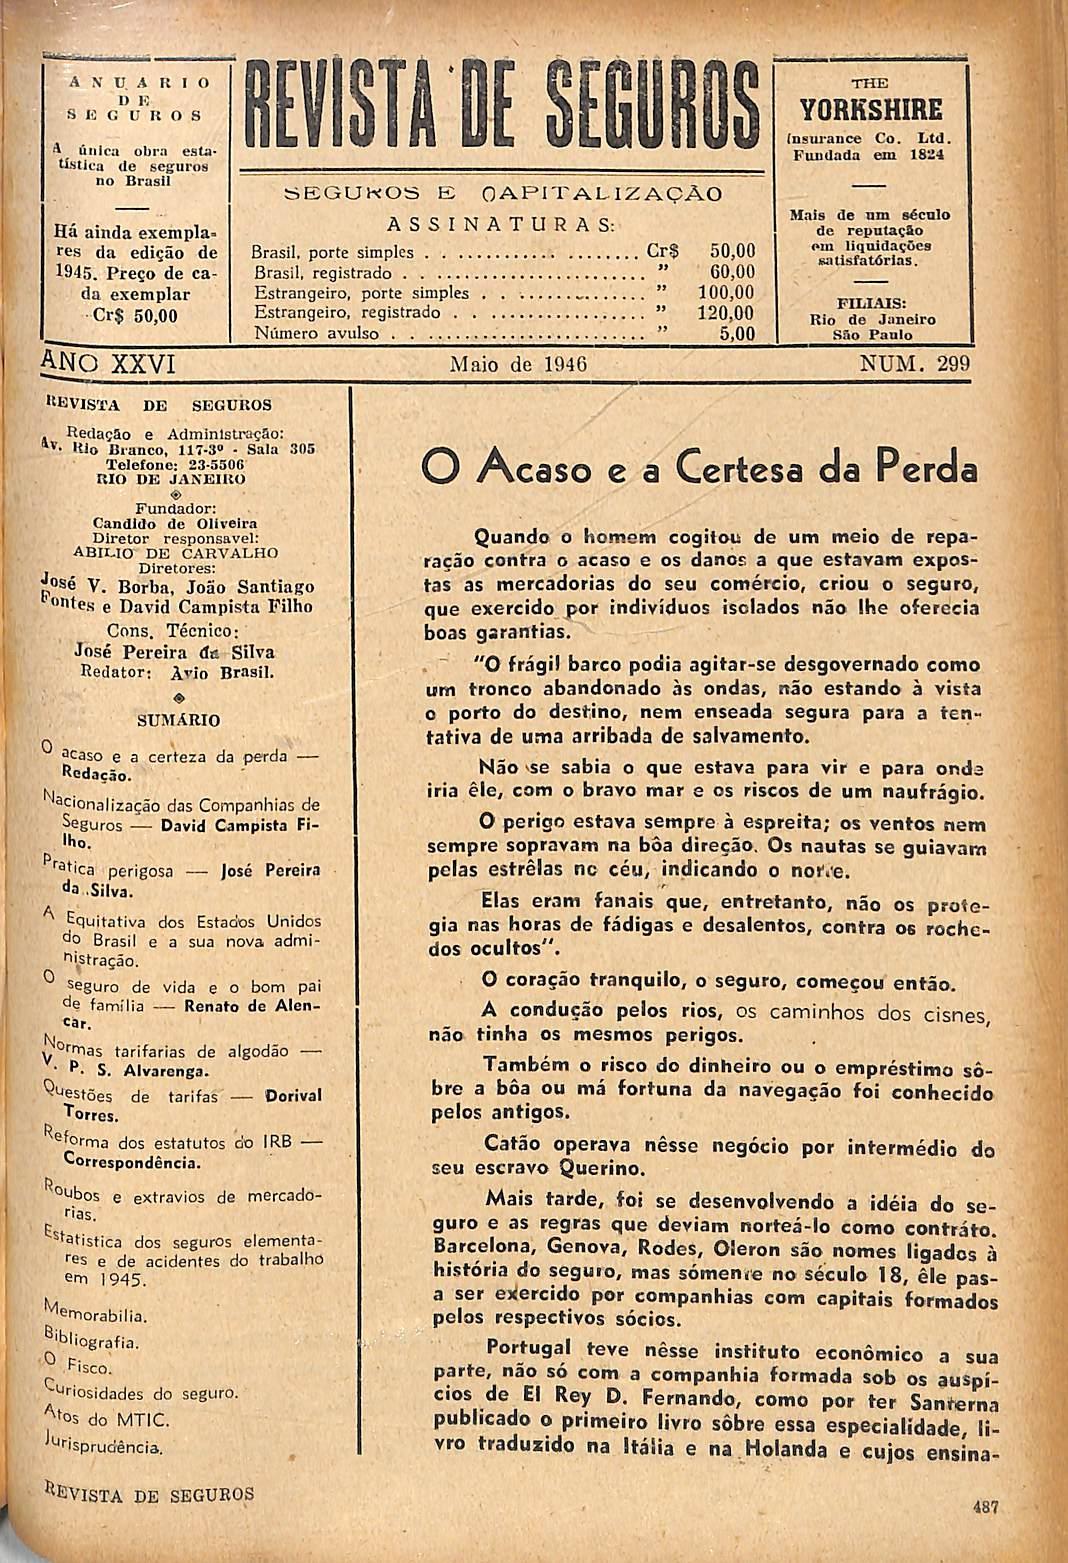 ANUARIO
DE
SEGUROS
A única obra esta-
tística de seguros
no Brasil
Há ainda exempla-
res da edição de
1945. Preço de ca-
da exemplar
Cr$ 50,00
REVISTA DE SEGUROS
SEGUROS E CAPITALIZAÇÃO
ASSINATURAS:
Brasil, porte simples . . .................... Cr$ 50,00
Brasil, registrado . . ........................ " 60,00
Estrangeiro, porte simples . . ................ " 100,00
Estrangeiro, registrado . . ................... " 120,00
Número avulso . . ........................ " 5,00
THE
YORKSHIRE
Insurance Co. Ltd.
Fundada em 1824
Mais de um século
de reputação
em liquidações
satisfatórias.
FILIAIS:
Rio de Janeiro
São Paulo
ANO XXVI Maio de 1946 NUM. 299
REVISTA DE SEGUROS
Redação e Administração:
Av. Rio Branco, 117-3º - Sala 305
Telefone: 23-5506
RIO DE JANEIRO
Fundador:
Candido de Oliveira
Diretor responsavel:
ABILIO DE CARVALHO
Diretores:
José V. Borba, João Santiago
Fontes e David Campista Filho
Cons. Técnico:
José Pereira da Silva
Redator: Avio Brasil.
SUMÁRIO
O acaso e a certeza da perda —
Redação.
Nacionalização das Companhias de
Seguros — David Campista Fi-
lho.
Pratica perigosa — José Pereira
da Silva.
A Equitativa dos Estados Unidos
do Brasil e a sua nova admi-
nistração.
O seguro de vida e o bom pai
de família — Renato de Alen-
car.
Normas tarifarias de algodão —
V. P. S. Alvarenga.
Questões de tarifas — Dorival
Torres.
Reforma dos estatutos do IRB —
Correspondência.
Roubos e extravios de mercado-
rias.
Estatistica dos seguros elementa-
res e de acidentes do trabalho
em 1945.
Memorabilia.
Bibliografia.
O Fisco.
Curiosidades do seguro.
Atos do MTIC.
Jurisprudência.
O Acaso e a Certesa da Perda
Quando o homem cogitou de um meio de repa-
ração contra o acaso e os danos a que estavam expos-
tas as mercadorias do seu comércio, criou o seguro,
que exercido por indivíduos isolados não lhe oferecia
boas garantias.
"O frágil barco podia agitar-se desgovernado como
um tronco abandonado às ondas, não estando à vista
o porto do destino, nem enseada segura para a ten-
tativa de uma arribada de salvamento.
Não se sabia o que estava para vir e para onde
iria êle, com o bravo mar e os riscos de um naufrágio.
O perigo estava sempre à espreita; os ventos nem
sempre sopravam na bôa direção. Os nautas se guiavam
pelas estrêlas no céu, indicando o norte.
Elas eram fanais que, entretanto, não os prote-
gia nas horas de fádigas e desalentos, contra os roche-
dos ocultos".
O coração tranquilo, o seguro, começou então.
A condução pelos rios, os caminhos dos cisnes,
não tinha os mesmos perigos.
Também o risco do dinheiro ou o empréstimo sô-
bre a bôa ou má fortuna da navegação foi conhecido
pelos antigos.
Catão operava nêsse negócio por intermédio do
seu escravo Querino.
Mais tarde, foi se desenvolvendo a idéia do se-
guro e as regras que deviam norteá-lo como contráto.
Barcelona, Genova, Rodes, Oleron são nomes ligados à
história do seguro, mas sómente no século 18, êle pas-
a ser exercido por companhias com capitais formados
pelos respectivos sócios.
Portugal teve nêsse instituto econômico a sua
parte, não só com a companhia formada sob os auspí-
cios de El Rey D. Fernando, como por ter Santerna
publicado o primeiro livro sôbre essa especialidade, li-
vro traduzido na Itália e na Holanda e cujos ensina-
REVISTA DE SEGUROS 487